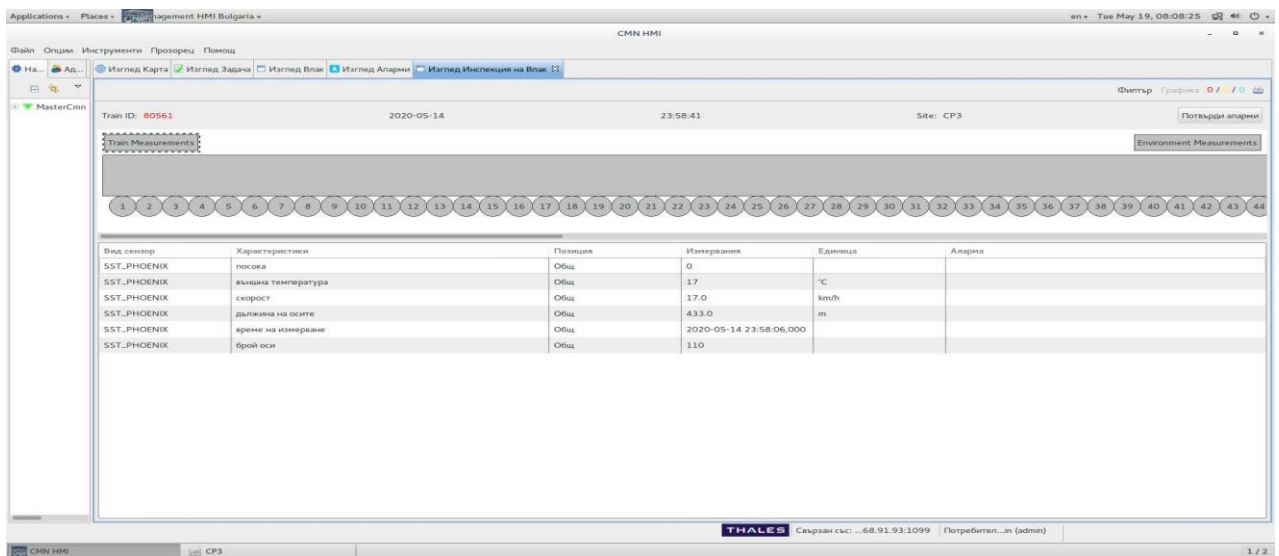 Applications Places nagement HMI Bulgaria en Tue May 19, 08:08:25
CMN HMI
Файл Опции Инструменти Прозорец Помощ
На... Ад... Изглед Карта Изглед Задача Изглед Влак Изглед Аларми Изглед Инспекция на Влак
Филтър Графика 0 / 0 / 0
MasterCmn
Train ID: 80561 2020-05-14 23:58:41 Site: CP3 Потвърди аларми
Train Measurements Environment Measurements
1 2 3 4 5 6 7 8 9 10 11 12 13 14 15 16 17 18 19 20 21 22 23 24 25 26 27 28 29 30 31 32 33 34 35 36 37 38 39 40 41 42 43 44
Вид сензор Характеристики Позиция Измервания Единица Аларма
SST_PHOENIX посока Общ 0
SST_PHOENIX външна температура Общ 17 °C
SST_PHOENIX скорост Общ 17.0 km/h
SST_PHOENIX дължина на осите Общ 433.0 m
SST_PHOENIX време на измерване Общ 2020-05-14 23:58:06,000
SST_PHOENIX брой оси Общ 110
THALES Свързан със: ...68.91.93:1099 Потребител...in (admin)
CMN HMI CP3 1 / 2